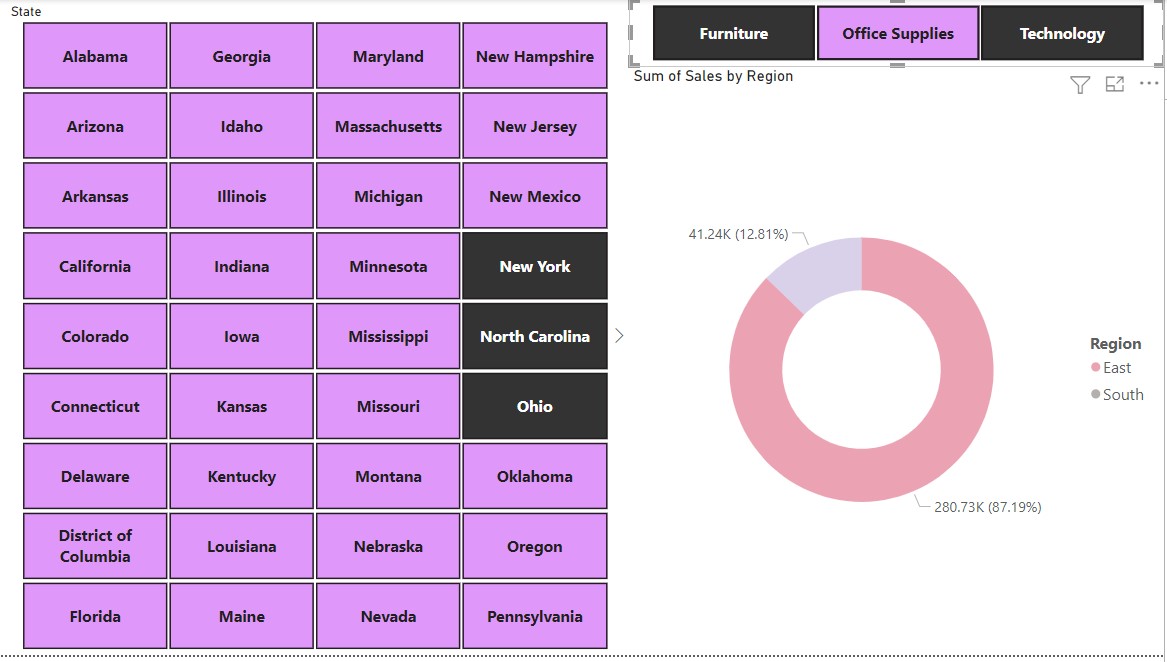 State
Alabama
Georgia
Maryland
New Hampshire
Arizona
Idaho
Massachusetts
New Jersey
Arkansas
Illinois
Michigan
New Mexico
California
Indiana
Minnesota
New York
Colorado
Iowa
Mississippi
North Carolina
Connecticut
Kansas
Missouri
Ohio
Delaware
Kentucky
Montana
Oklahoma
District of
Columbia
Louisiana
Nebraska
Oregon
Florida
Maine
Nevada
Pennsylvania
Furniture
Office Supplies
Technology
Sum of Sales by Region
41.24K (12.81%)
280.73K (87.19%)
Region
East
South